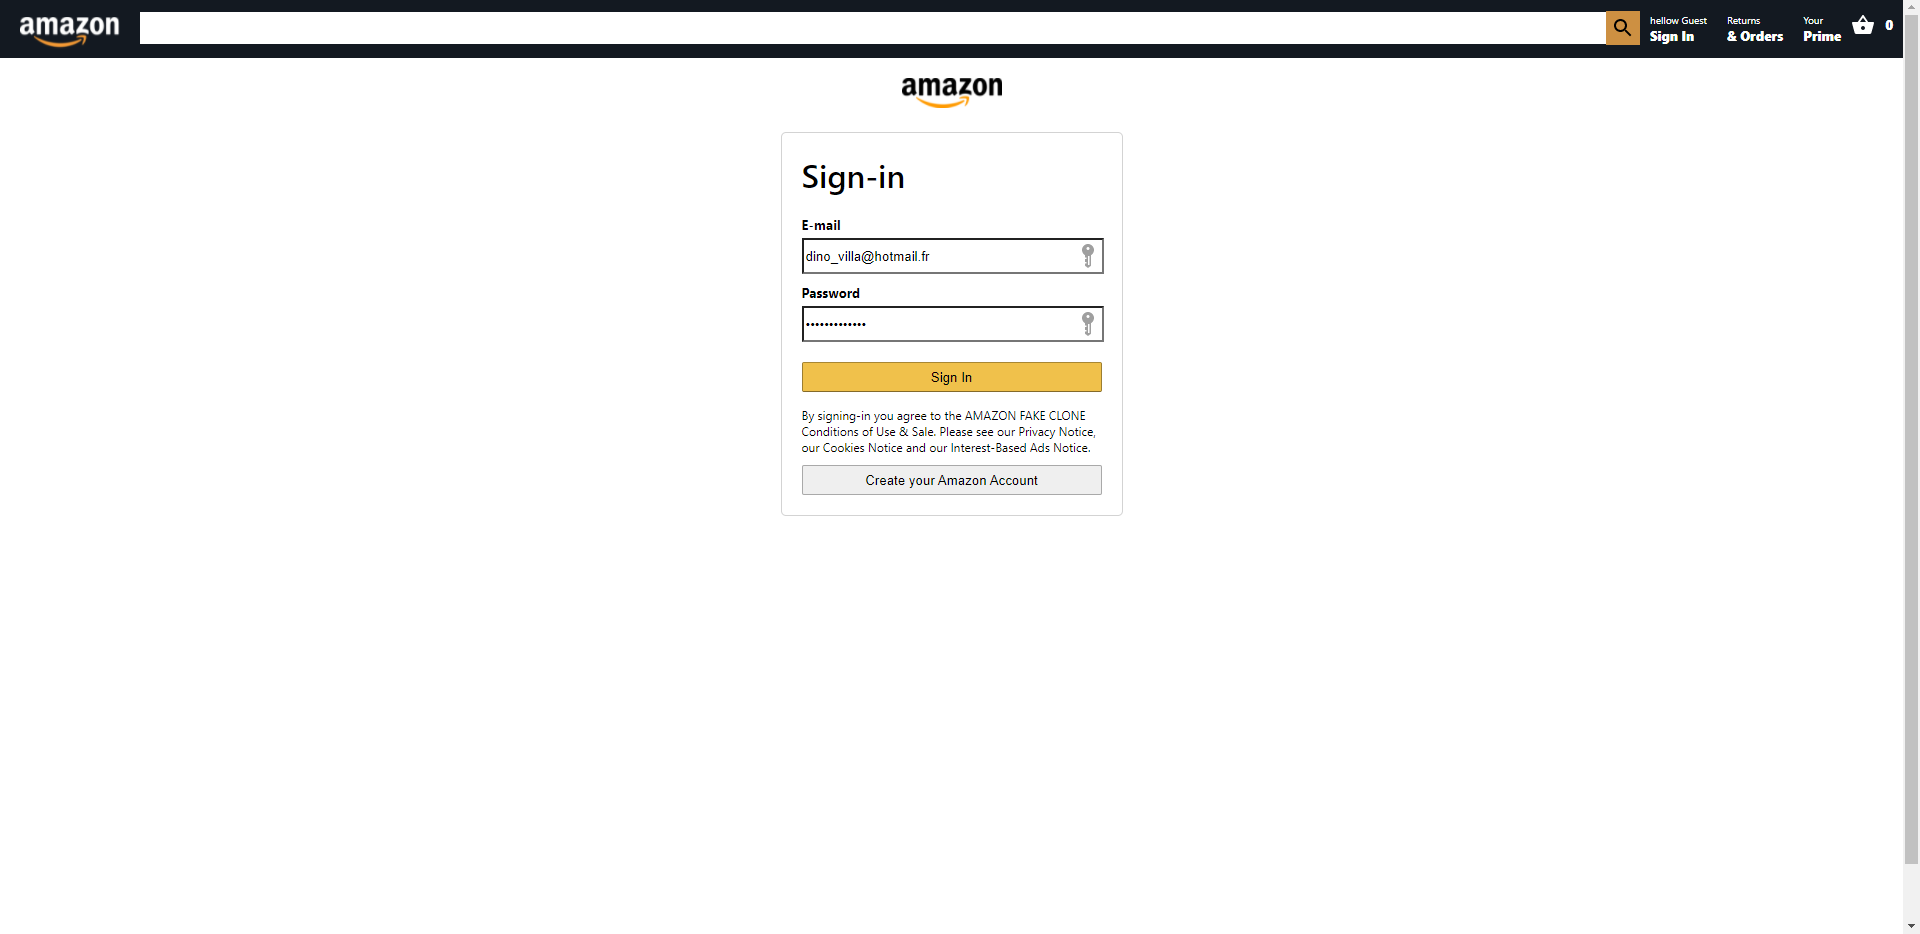 amazon
hellow Guest
Sign In
Returns
& Orders
Your
Prime
0
amazon
Sign-in
E-mail
dino_villa@hotmail.fr
Password
•••••••••••••
Sign In
By signing-in you agree to the AMAZON FAKE CLONE
Conditions of Use & Sale. Please see our Privacy Notice,
our Cookies Notice and our Interest-Based Ads Notice.
Create your Amazon Account